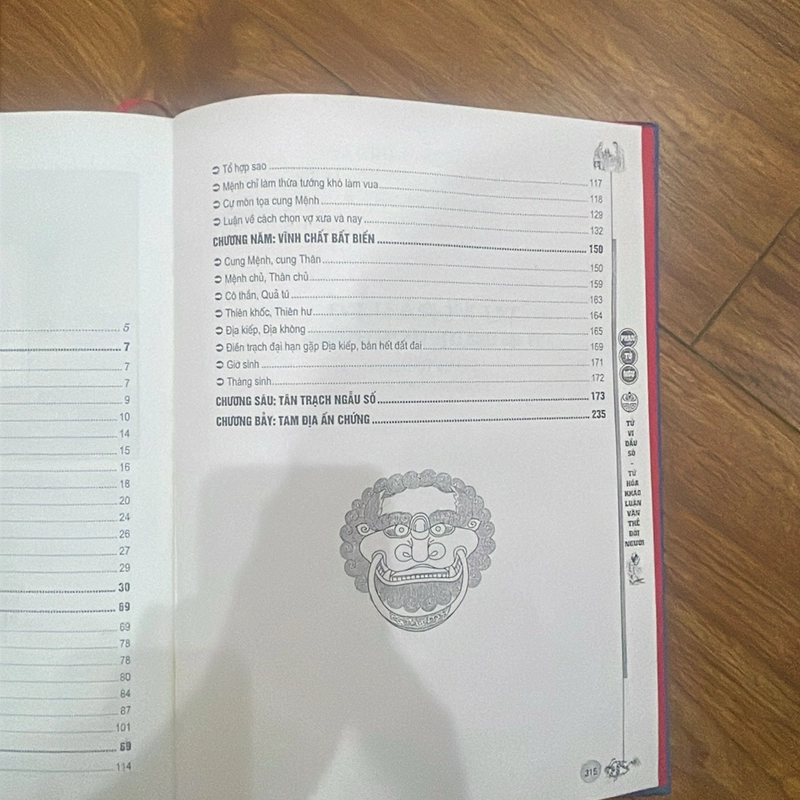 5
7
7
7
9
10
14
15
16
18
20
24
26
27
29
30
69
69
78
78
80
84
87
101
69
114
Tổ hợp sao 117
Mệnh chỉ làm thừa tướng khó làm vua 118
Cự môn tọa cung Mệnh 129
Luận về cách chọn vợ xưa và nay 132
CHƯƠNG NĂM: VĨNH CHẤT BẤT BIẾN 150
Cung Mệnh, cung Thân 150
Mệnh chủ, Thân chủ 159
Cô thần, Quả tú 163
Thiên khốc, Thiên hư 164
Địa kiếp, Địa không 165
Điền trạch đại hạn gặp Địa kiếp, bán hết đất đai 169
Giờ sinh 171
Tháng sinh 172
CHƯƠNG SÁU: TÂN TRẠCH NGẪU SỐ 173
CHƯƠNG BẢY: TAM ĐỊA ẤN CHỨNG 235
PHAN
TỬ
NGƯ
TỬ
VI
ĐẨU
SỐ
-
TỨ
HÓA
KHẢO
LUẬN
VẬN
THẾ
ĐỜI
NGƯỜI
315